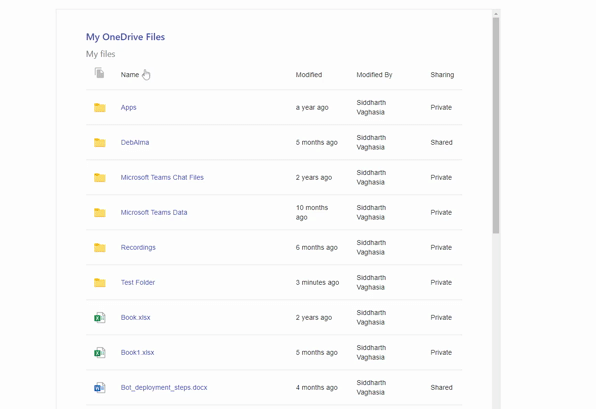 My OneDrive Files
My files
Name Modified Modified By Sharing
Apps a year ago Siddharth Vaghasia Private
DebAlma 5 months ago Siddharth Vaghasia Shared
Microsoft Teams Chat Files 2 years ago Siddharth Vaghasia Private
Microsoft Teams Data 10 months ago Siddharth Vaghasia Private
Recordings 6 months ago Siddharth Vaghasia Private
Test Folder 3 minutes ago Siddharth Vaghasia Private
Book.xlsx 2 years ago Siddharth Vaghasia Private
Book1.xlsx 5 months ago Siddharth Vaghasia Private
Bot_deployment_steps.docx 4 months ago Siddharth Vaghasia Shared